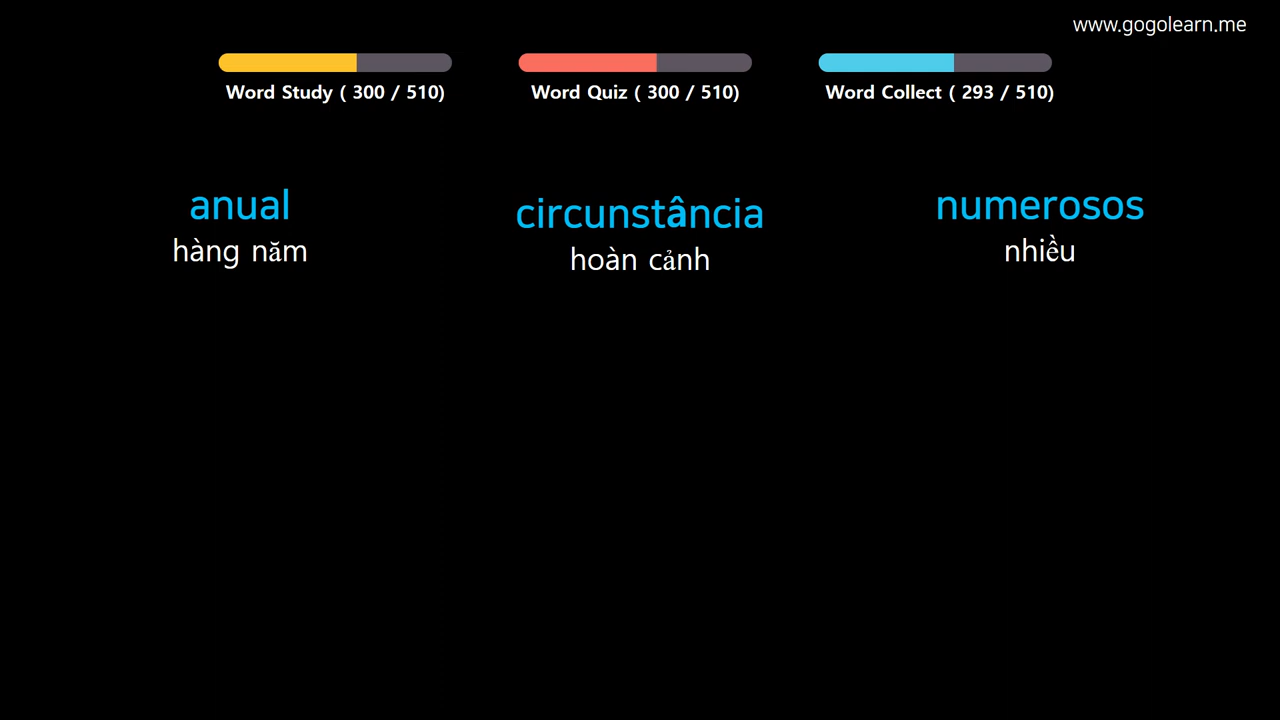 www.gogolearn.me
Word Study ( 300 / 510)
Word Quiz ( 300 / 510)
Word Collect ( 293 / 510)
anual
hàng năm
circunstância
hoàn cảnh
numerosos
nhiều